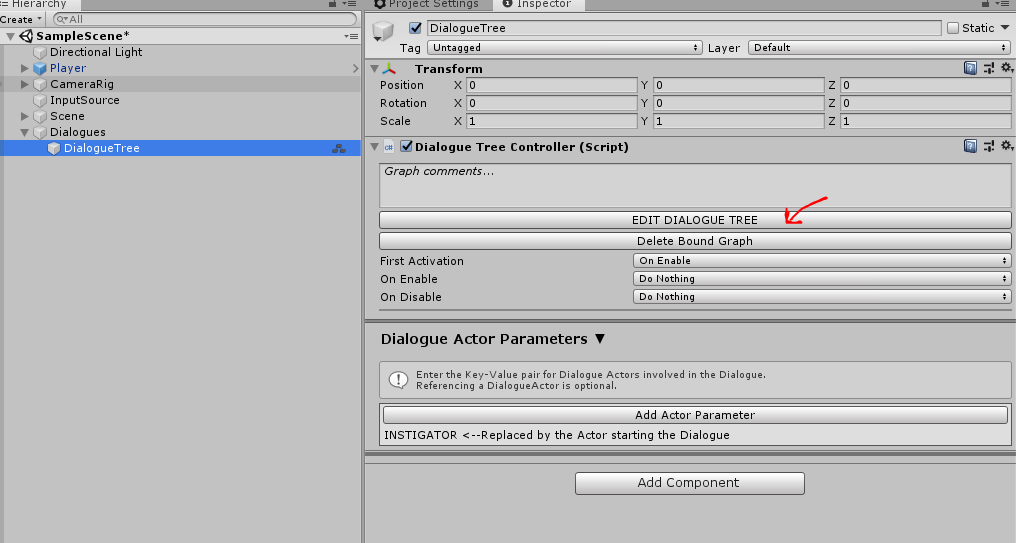 Hierarchy
Create
All
SampleScene*
Directional Light
Player
CameraRig
InputSource
Scene
Dialogues
DialogueTree
Project Settings
Inspector
DialogueTree
Static
Tag
Untagged
Layer
Default
Transform
Position X 0 Y 0 Z 0
Rotation X 0 Y 0 Z 0
Scale X 1 Y 1 Z 1
Dialogue Tree Controller (Script)
Graph comments...
EDIT DIALOGUE TREE
Delete Bound Graph
First Activation On Enable
On Enable Do Nothing
On Disable Do Nothing
Dialogue Actor Parameters ▼
Enter the Key-Value pair for Dialogue Actors involved in the Dialogue.
Referencing a DialogueActor is optional.
Add Actor Parameter
INSTIGATOR <--Replaced by the Actor starting the Dialogue
Add Component